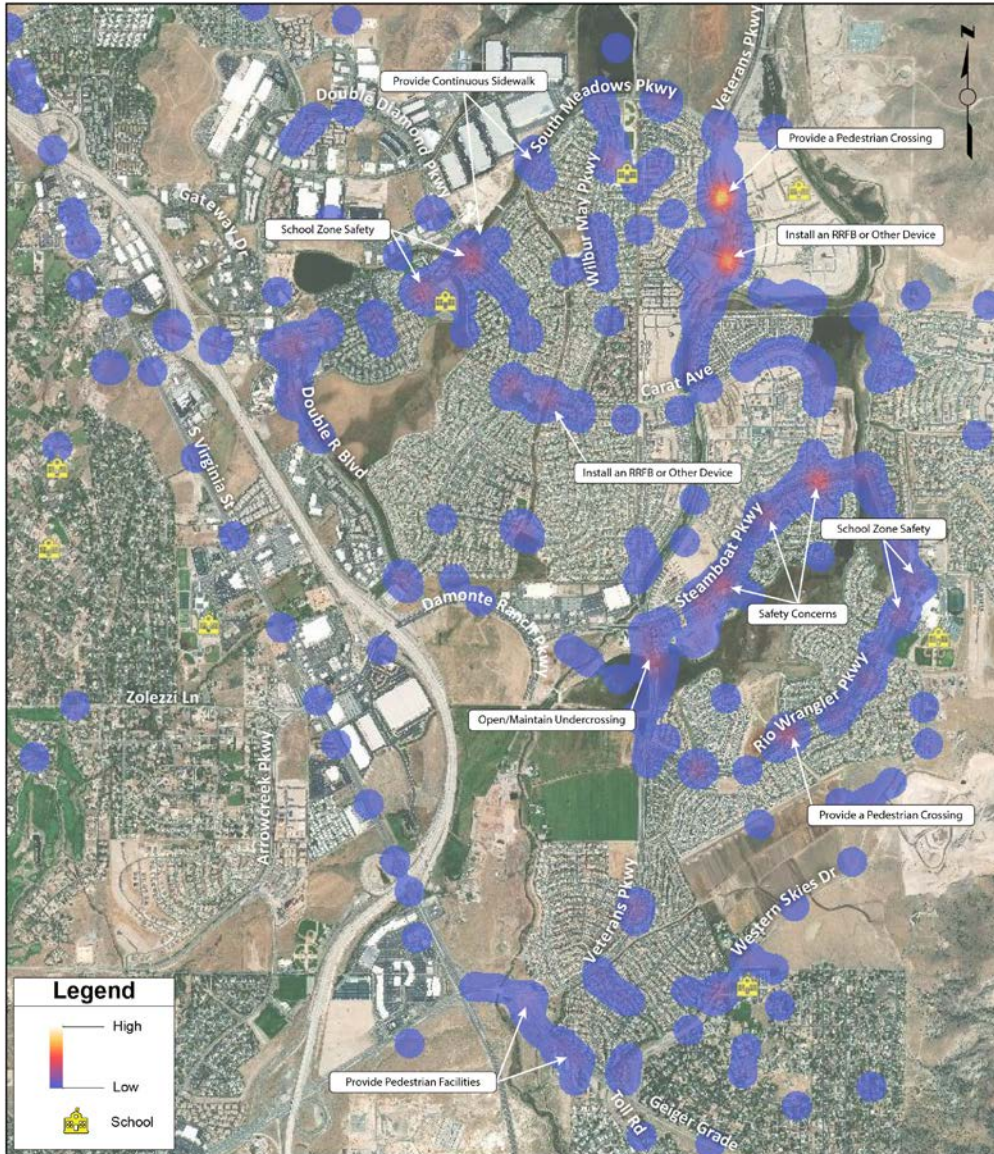 Z
Veterans Pkwy
Provide Continuous Sidewalk
South Meadows Pkwy
Double Diamond Pkwy
Provide a Pedestrian Crossing
Gateway Dr
Wilbur May Pkwy
School Zone Safety
Install an RRFB or Other Device
Carat Ave
Double R Blvd
S Virginia St
Install an RRFB or Other Device
School Zone Safety
Steamboat Pkwy
Damonte Ranch Pkwy
Safety Concerns
Zolezzi Ln
Open/Maintain Undercrossing
Rio Wrangler Pkwy
Arrowcreek Pkwy
Provide a Pedestrian Crossing
Veterans Pkwy
Western Skies Dr
Legend
High
Low
School
Provide Pedestrian Facilities
Toll Rd
Geiger Grade